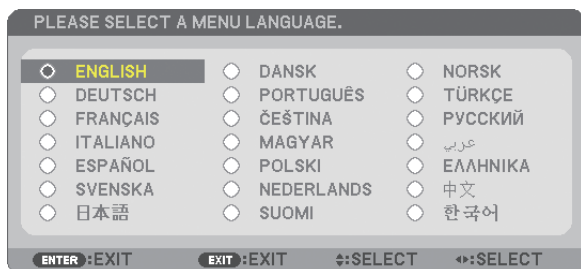 PLEASE SELECT A MENU LANGUAGE.
ENGLISH DANSK NORSK
DEUTSCH PORTUGUÊS TÜRKÇE
FRANÇAIS ČEŠTINA РУССКИЙ
ITALIANO MAGYAR عربي
ESPAÑOL POLSKI ΕΛΛΗΝΙΚΑ
SVENSKA NEDERLANDS 中文
日本語 SUOMI 한국어
ENTER:EXIT EXIT:EXIT ⬍:SELECT ⬌:SELECT